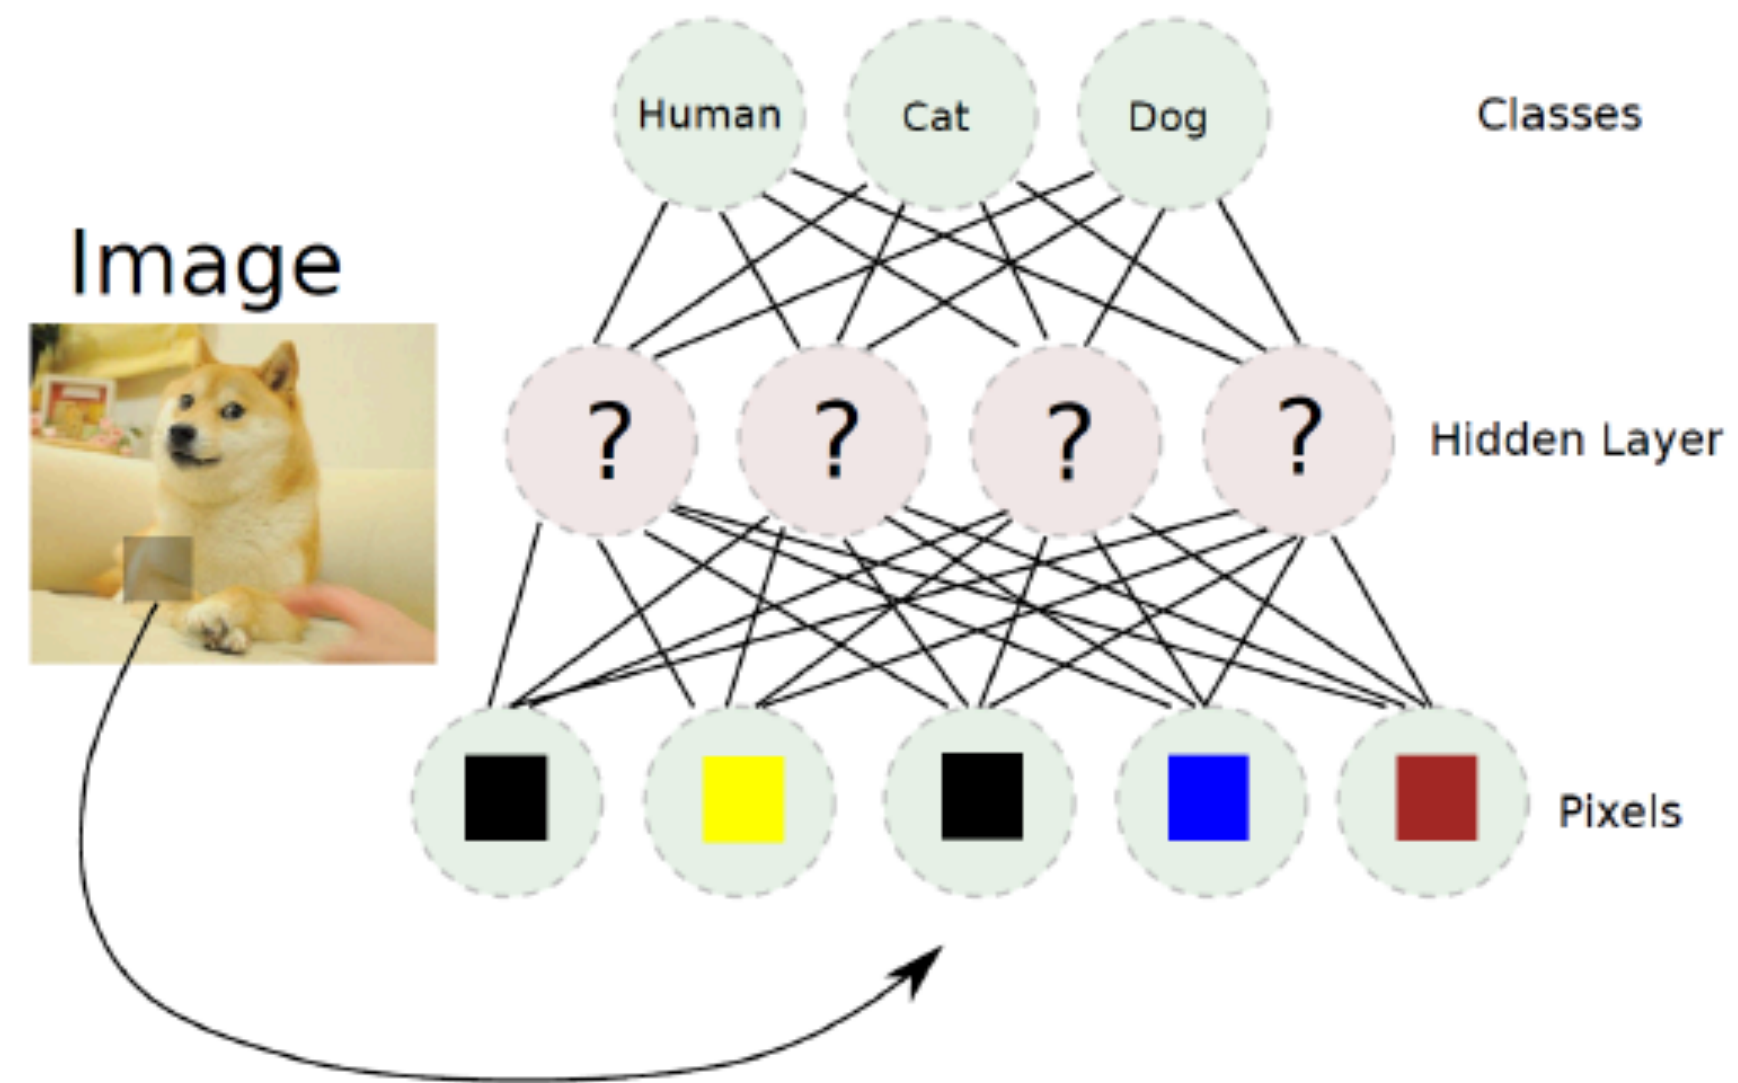 Human
Cat
Dog
Classes
Image
?
?
?
?
Hidden Layer
Pixels